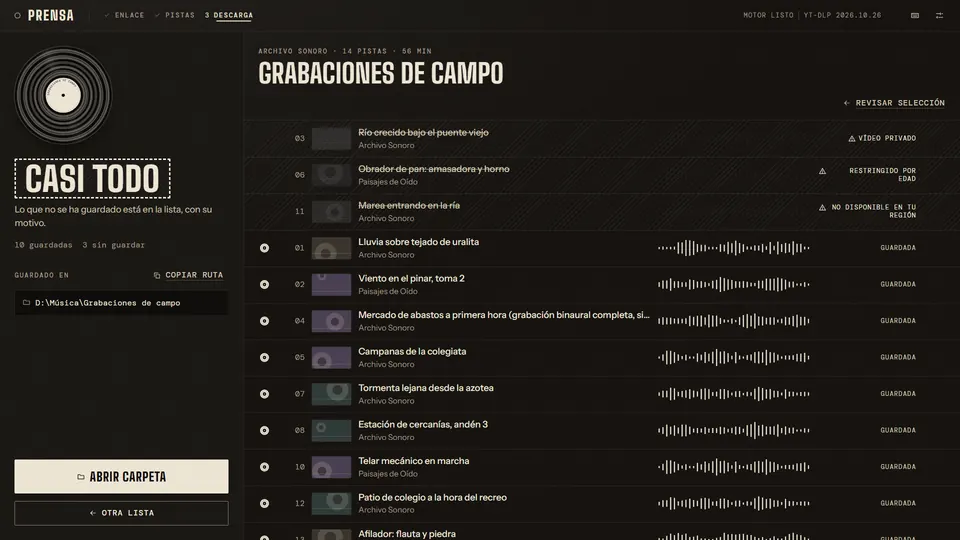 PRENSA
ENLACE
PISTAS
3 DESCARGA
MOTOR LISTO
YT-DLP 2026.10.26
CASI TODO
Lo que no se ha guardado está en la lista, con su
motivo.
10 guardadas 3 sin guardar
GUARDADO EN
COPIAR RUTA
D:\Música\Grabaciones de campo
ABRIR CARPETA
← OTRA LISTA
ARCHIVO SONORO · 14 PISTAS · 56 MIN
GRABACIONES DE CAMPO
← REVISAR SELECCIÓN
03 Río crecido bajo el puente viejo
Archivo Sonoro
VÍDEO PRIVADO
06 Obrador de pan: amasadora y horno
Paisajes de Oído
RESTRINGIDO POR
EDAD
11 Marea entrando en la ría
Archivo Sonoro
NO DISPONIBLE EN TU
REGIÓN
01 Lluvia sobre tejado de uralita
Archivo Sonoro
GUARDADA
02 Viento en el pinar, toma 2
Paisajes de Oído
GUARDADA
04 Mercado de abastos a primera hora (grabación binaural completa, si...
Archivo Sonoro
GUARDADA
05 Campanas de la colegiata
Archivo Sonoro
GUARDADA
07 Tormenta lejana desde la azotea
Archivo Sonoro
GUARDADA
08 Estación de cercanías, andén 3
Archivo Sonoro
GUARDADA
10 Telar mecánico en marcha
Paisajes de Oído
GUARDADA
12 Patio de colegio a la hora del recreo
Archivo Sonoro
GUARDADA
Afilador: flauta y piedra